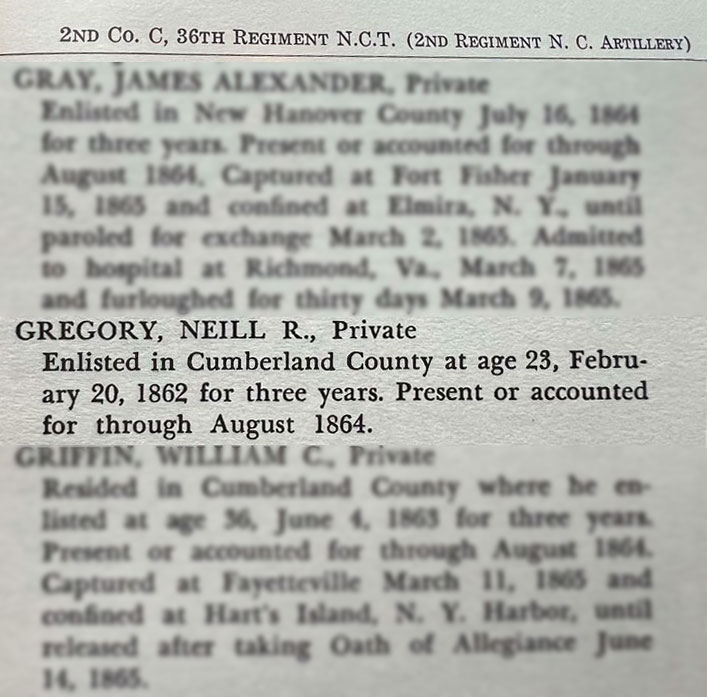 2ND CO. C, 36TH REGIMENT N.C.T. (2ND REGIMENT N. C. ARTILLERY)
GRAY, JAMES ALEXANDER, Private
Enlisted in New Hanover County July 16, 1864
for three years. Present or accounted for through
August 1864. Captured at Fort Fisher January
15, 1865 and confined at Elmira, N. Y., until
paroled for exchange March 2, 1865. Admitted
to hospital at Richmond, Va., March 7, 1865
and furloughed for thirty days March 9, 1865.
GREGORY, NEILL R., Private
Enlisted in Cumberland County at age 23, Febru-
ary 20, 1862 for three years. Present or accounted
for through August 1864.
GRIFFIN, WILLIAM C., Private
Resided in Cumberland County where he en-
listed at age 36, June 4, 1863 for three years.
Present or accounted for through August 1864.
Captured at Fayetteville March 11, 1865 and
confined at Hart's Island, N. Y. Harbor, until
released after taking Oath of Allegiance June
14, 1865.